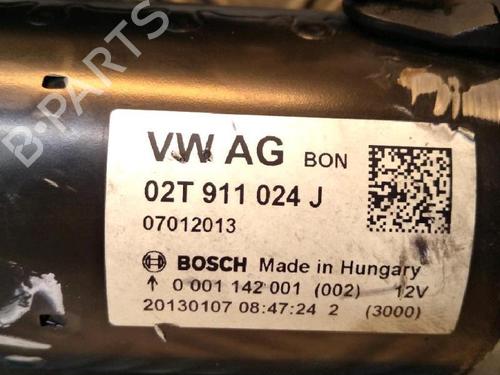 B-PARTS
VW AG BON
02T 911 024 J
07012013
BOSCH Made in Hungary
↑ 0 001 142 001 (002) 12V
20130107 08:47:24 2 (3000)